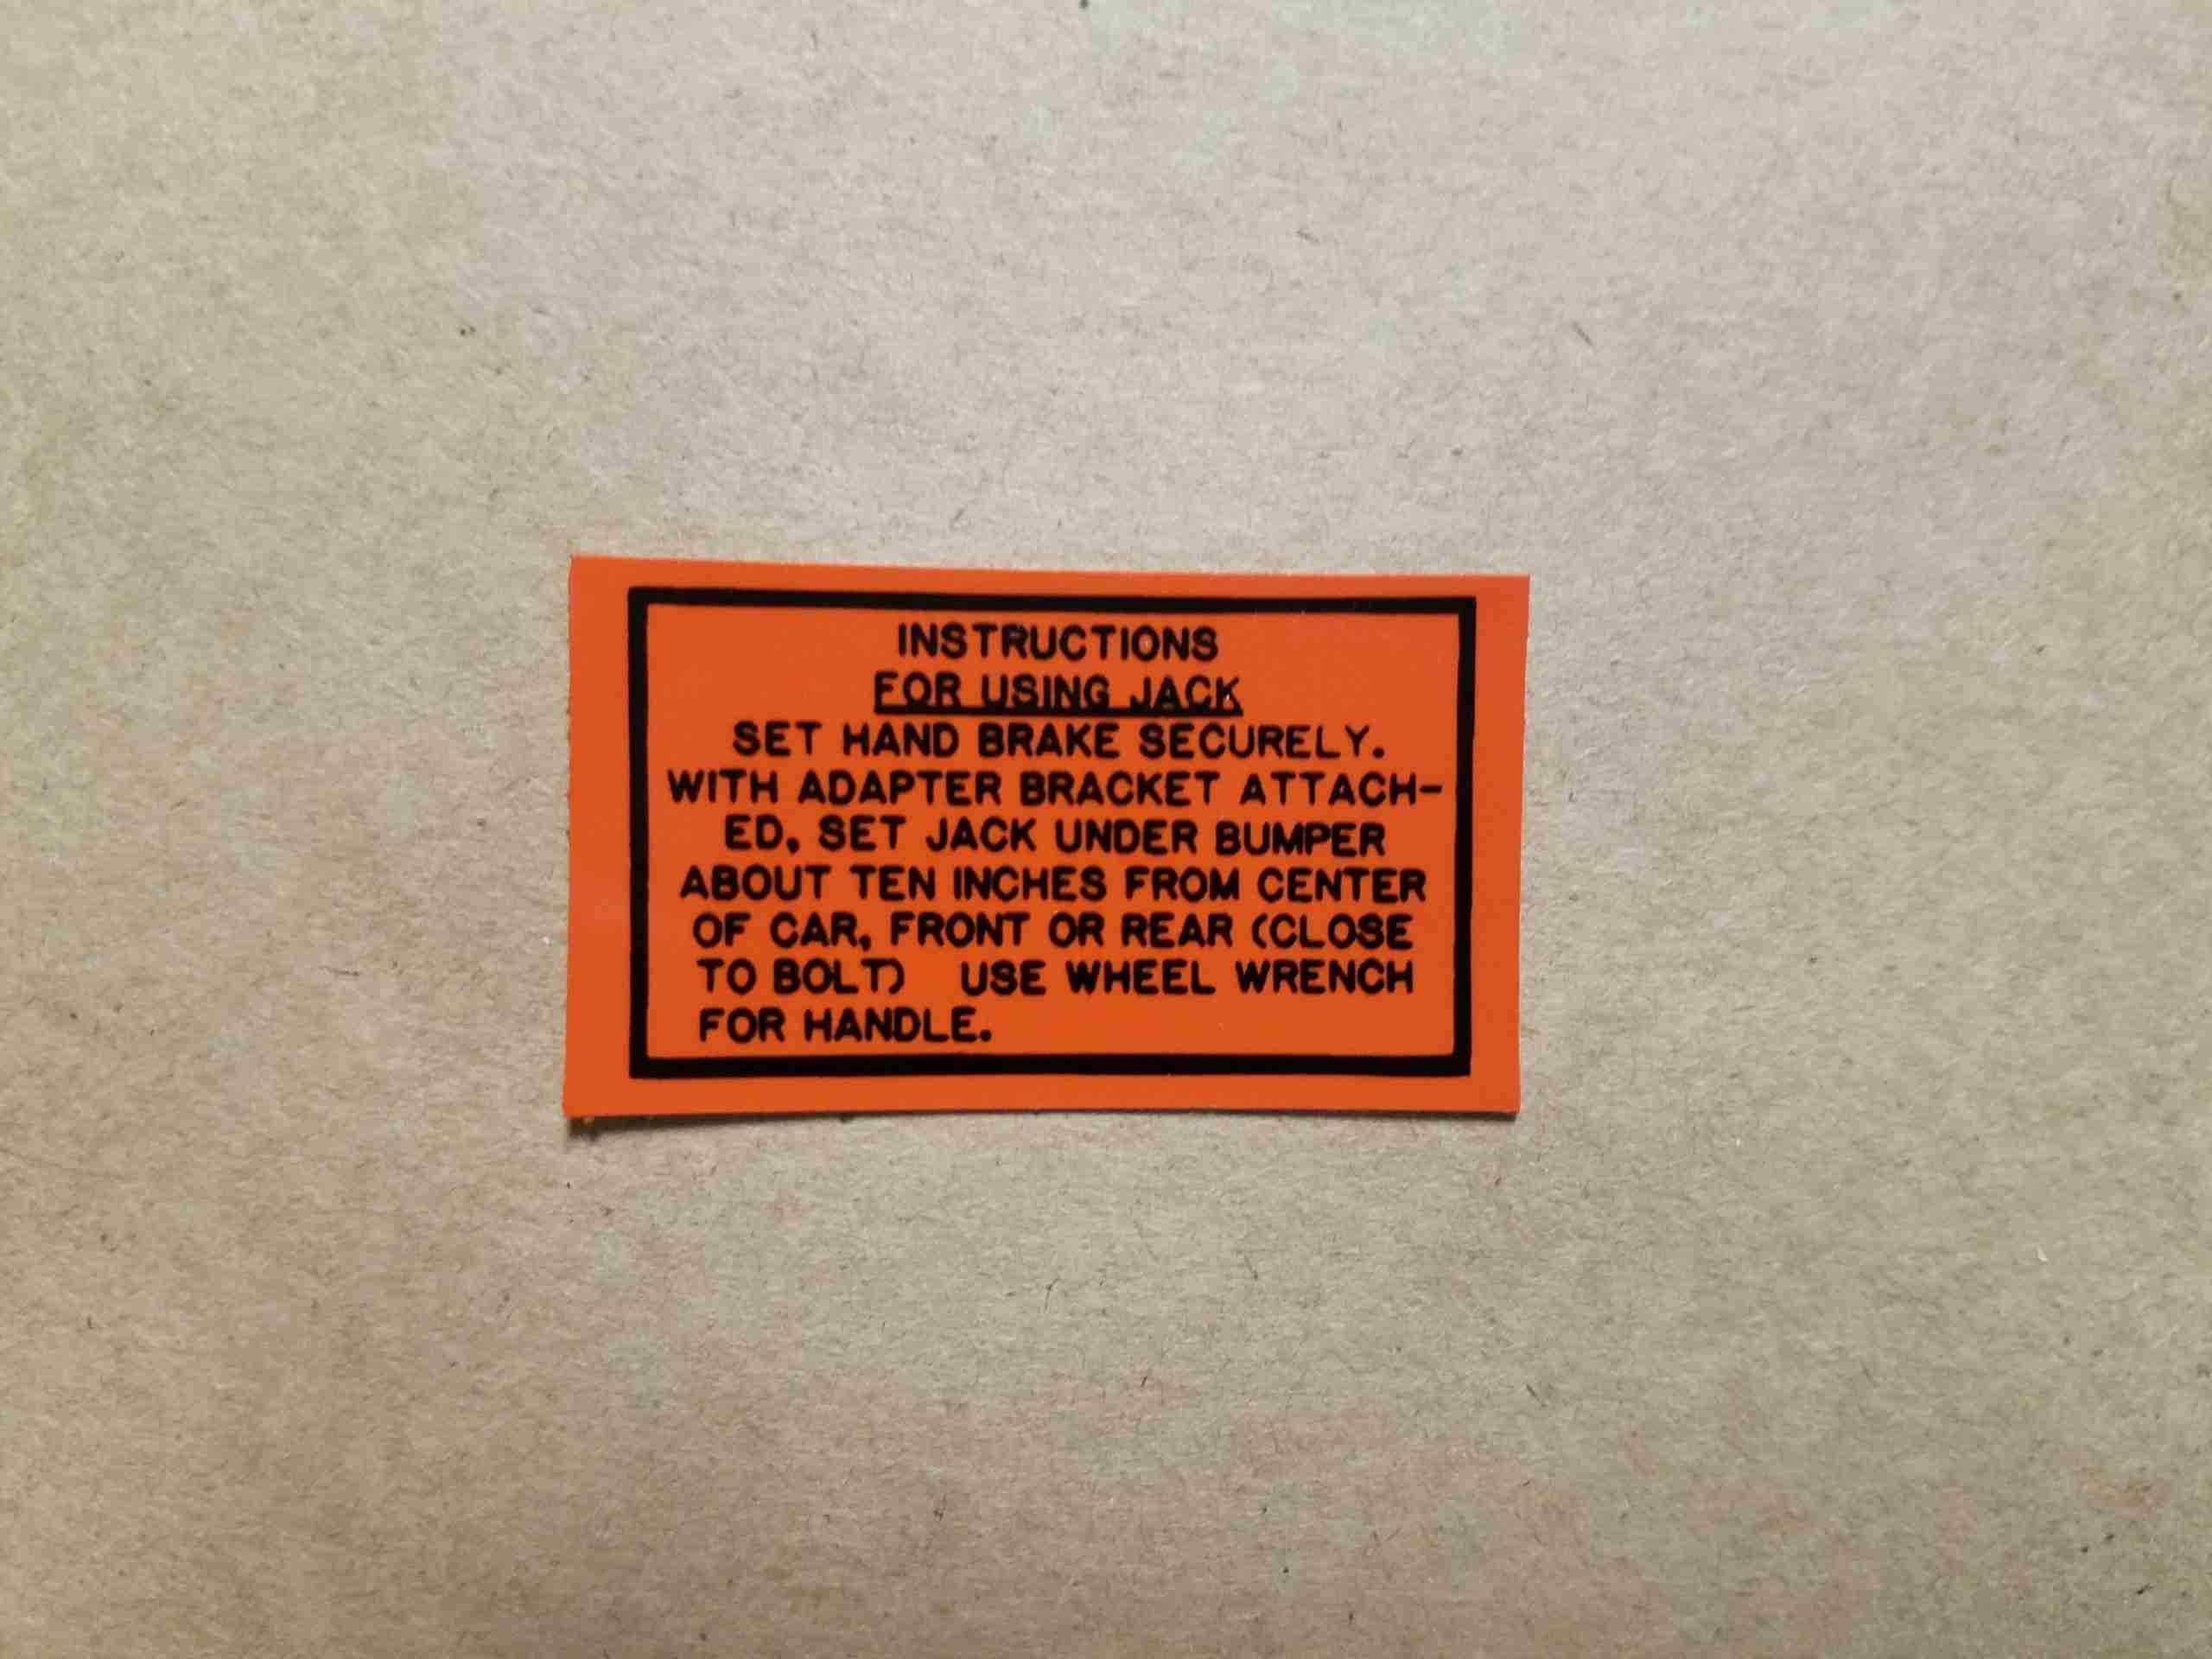 INSTRUCTIONS
FOR USING JACK
SET HAND BRAKE SECURELY.
WITH ADAPTER BRACKET ATTACH-
ED, SET JACK UNDER BUMPER
ABOUT TEN INCHES FROM CENTER
OF CAR, FRONT OR REAR (CLOSE
TO BOLT) USE WHEEL WRENCH
FOR HANDLE.